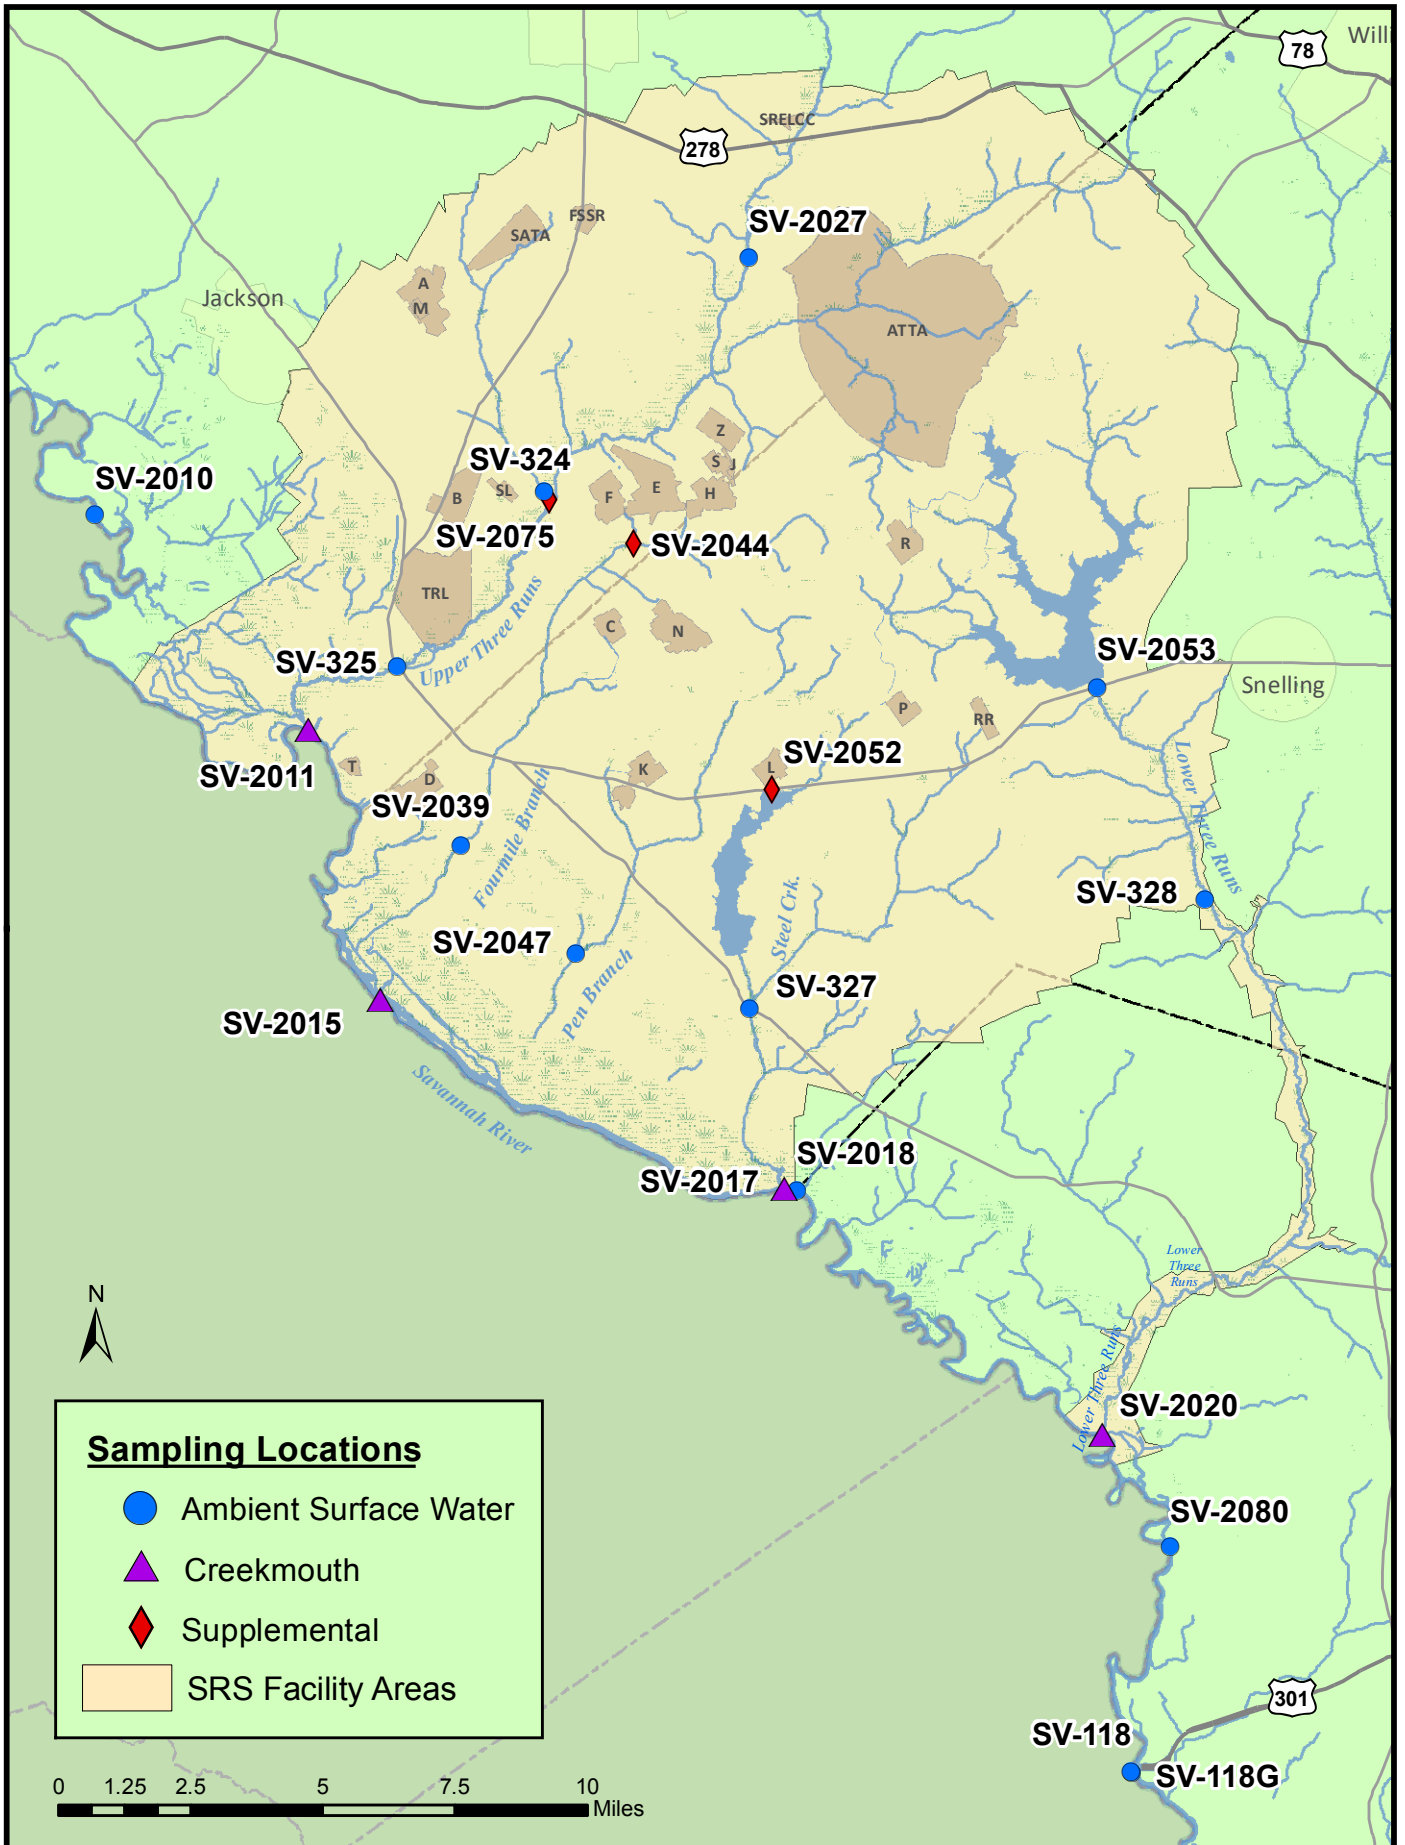 78
Willi
SRELCC
278
FSSR
SATA
SV-2027
A
M
Jackson
ATTA
Z
S
J
SV-324
SV-2010
B
SL
F
E
H
SV-2075
SV-2044
R
TRL
C
N
Upper Three Runs
SV-325
SV-2053
Snelling
P
RR
SV-2011
T
D
K
L
SV-2052
SV-2039
Fourmile Branch
Lower Three Runs
SV-328
Steel Crk.
SV-2047
Pen Branch
SV-327
SV-2015
Savannah River
SV-2018
SV-2017
Lower
Three
Runs
N
Lower Three Runs
SV-2020
Sampling Locations
Ambient Surface Water
Creekmouth
Supplemental
SRS Facility Areas
SV-2080
301
SV-118
SV-118G
0 1.25 2.5 5 7.5 10
Miles